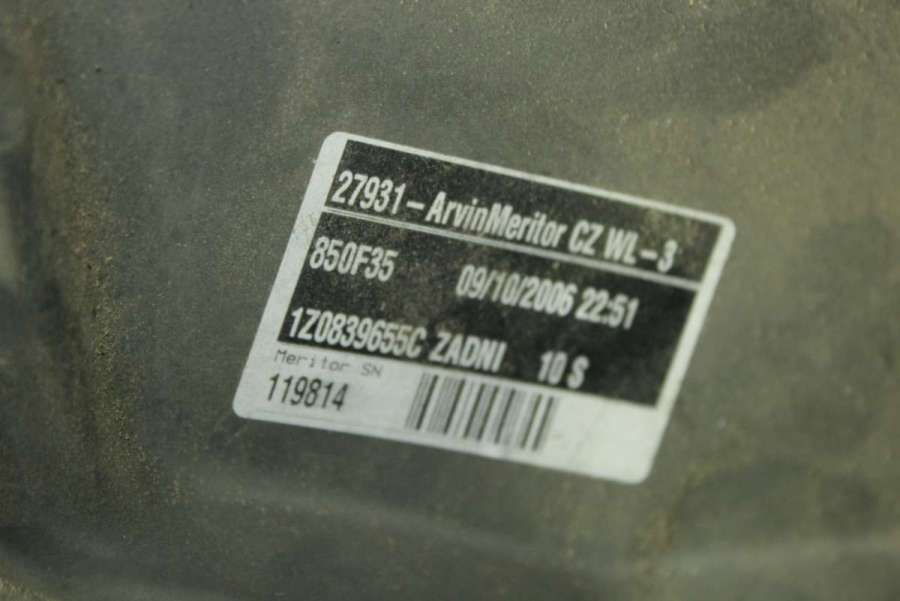 27931 - ArvinMeritor CZ WL - 3
850F35 09/10/2006 22:51
1Z0839655C ZADNI 10 S
Meritor SN
119814